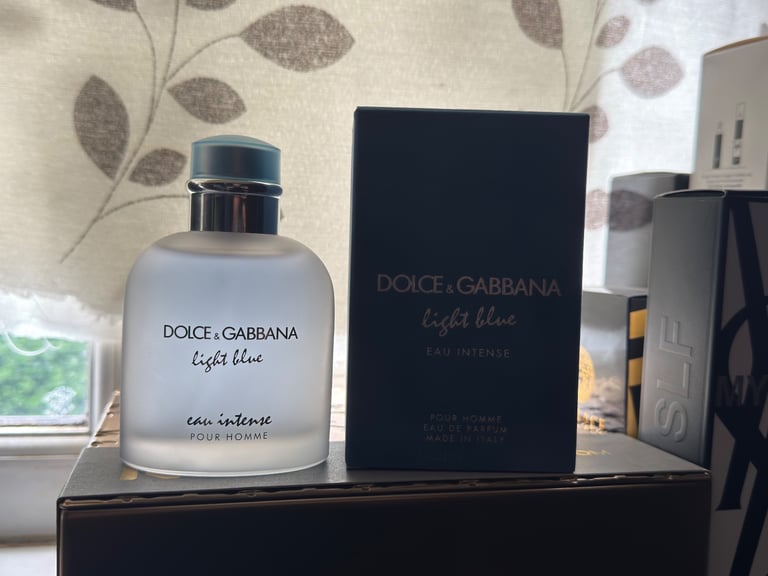 DOLCE & GABBANA
light blue
eau intense
POUR HOMME
DOLCE & GABBANA
light blue
EAU INTENSE
POUR HOMME
EAU DE PARFUM
MADE IN ITALY
SLF
MY